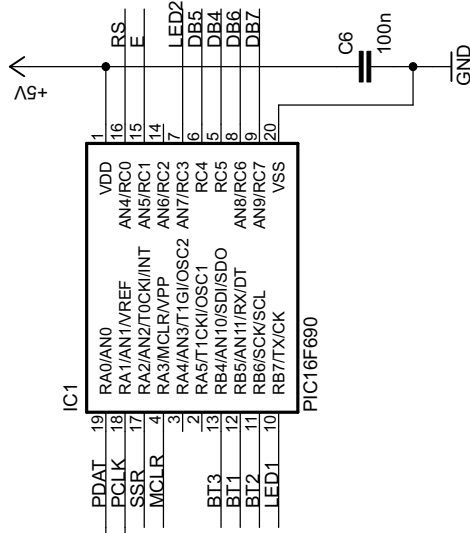 IC1
+5V
PDAT 19 RA0/AN0 VDD 1
PCLK 18 RA1/AN1/VREF AN4/RC0 16 RS
SSR 17 RA2/AN2/T0CKI/INT AN5/RC1 15 E
MCLR 4 RA3/MCLR/VPP AN6/RC2 14
3 RA4/AN3/T1GI/OSC2 AN7/RC3 7 LED2
2 RA5/T1CKI/OSC1 RC4 6 DB5
BT3 13 RB4/AN10/SDI/SDO RC5 5 DB4
BT1 12 RB5/AN11/RX/DT AN8/RC6 8 DB6
BT2 11 RB6/SCK/SCL AN9/RC7 9 DB7
LED1 10 RB7/TX/CK VSS 20
PIC16F690
C6
100n
GND